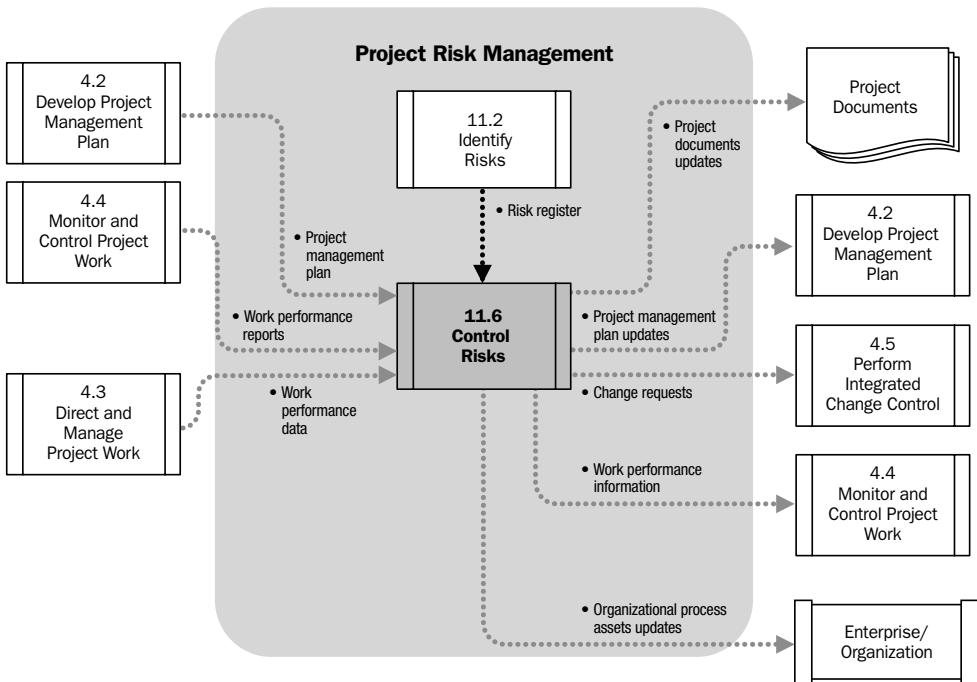 Project Risk Management
4.2
Develop Project
Management
Plan
4.4
Monitor and
Control Project
Work
4.3
Direct and
Manage
Project Work
11.2
Identify
Risks
• Risk register
• Project
management
plan
• Work performance
reports
• Work
performance
data
11.6
Control
Risks
• Project
documents
updates
• Project management
plan updates
• Change requests
• Work performance
information
• Organizational process
assets updates
Project
Documents
4.2
Develop Project
Management
Plan
4.5
Perform
Integrated
Change Control
4.4
Monitor and
Control Project
Work
Enterprise/
Organization